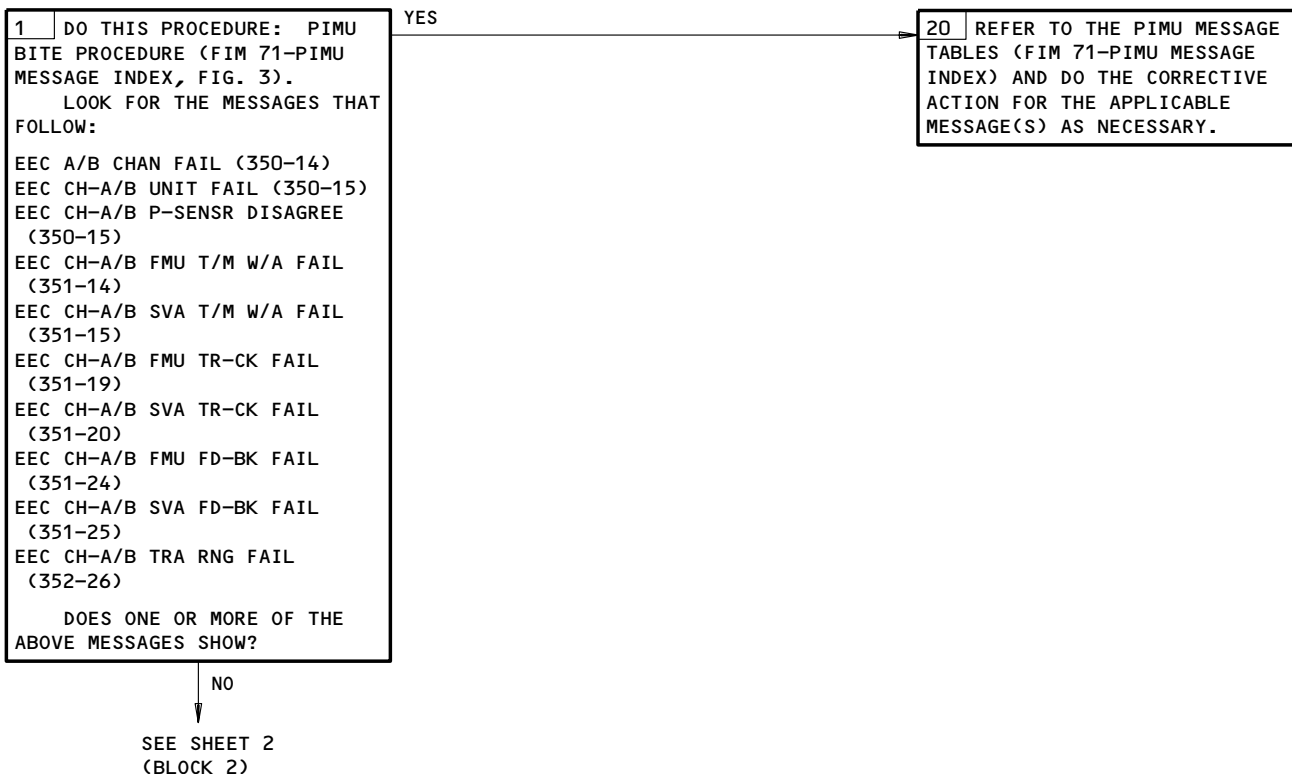 1 DO THIS PROCEDURE: PIMU
BITE PROCEDURE (FIM 71-PIMU
MESSAGE INDEX, FIG. 3).
LOOK FOR THE MESSAGES THAT
FOLLOW:
EEC A/B CHAN FAIL (350-14)
EEC CH-A/B UNIT FAIL (350-15)
EEC CH-A/B P-SENSR DISAGREE
(350-15)
EEC CH-A/B FMU T/M W/A FAIL
(351-14)
EEC CH-A/B SVA T/M W/A FAIL
(351-15)
EEC CH-A/B FMU TR-CK FAIL
(351-19)
EEC CH-A/B SVA TR-CK FAIL
(351-20)
EEC CH-A/B FMU FD-BK FAIL
(351-24)
EEC CH-A/B SVA FD-BK FAIL
(351-25)
EEC CH-A/B TRA RNG FAIL
(352-26)
DOES ONE OR MORE OF THE
ABOVE MESSAGES SHOW?
YES
20 REFER TO THE PIMU MESSAGE
TABLES (FIM 71-PIMU MESSAGE
INDEX) AND DO THE CORRECTIVE
ACTION FOR THE APPLICABLE
MESSAGE(S) AS NECESSARY.
NO
SEE SHEET 2
(BLOCK 2)